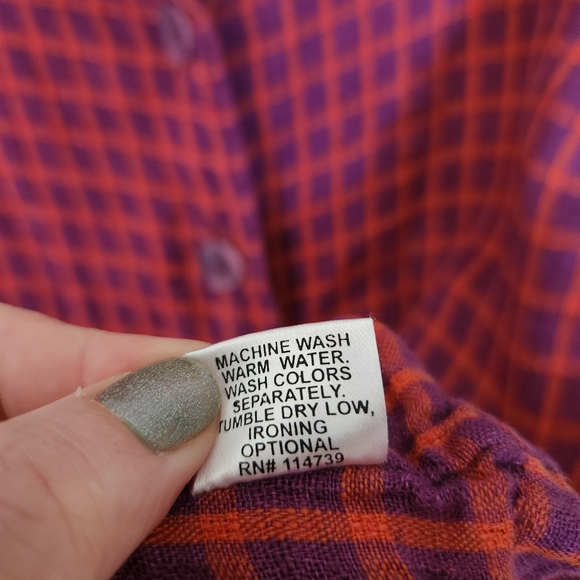 MACHINE WASH
WARM WATER.
WASH COLORS
SEPARATELY.
TUMBLE DRY LOW,
IRONING
OPTIONAL
RN# 114739